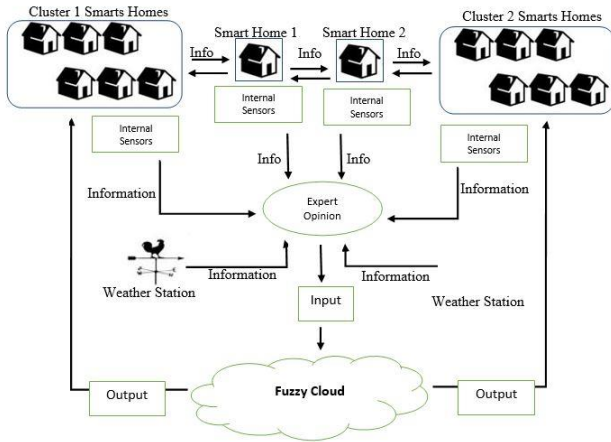 Cluster 1 Smarts Homes
Smart Home 1
Smart Home 2
Cluster 2 Smarts Homes
Info
Info
Info
Internal
Sensors
Internal
Sensors
Internal
Sensors
Internal
Sensors
Info
Info
Information
Information
Expert
Opinion
Information
Information
Weather Station
Weather Station
Input
Fuzzy Cloud
Output
Output